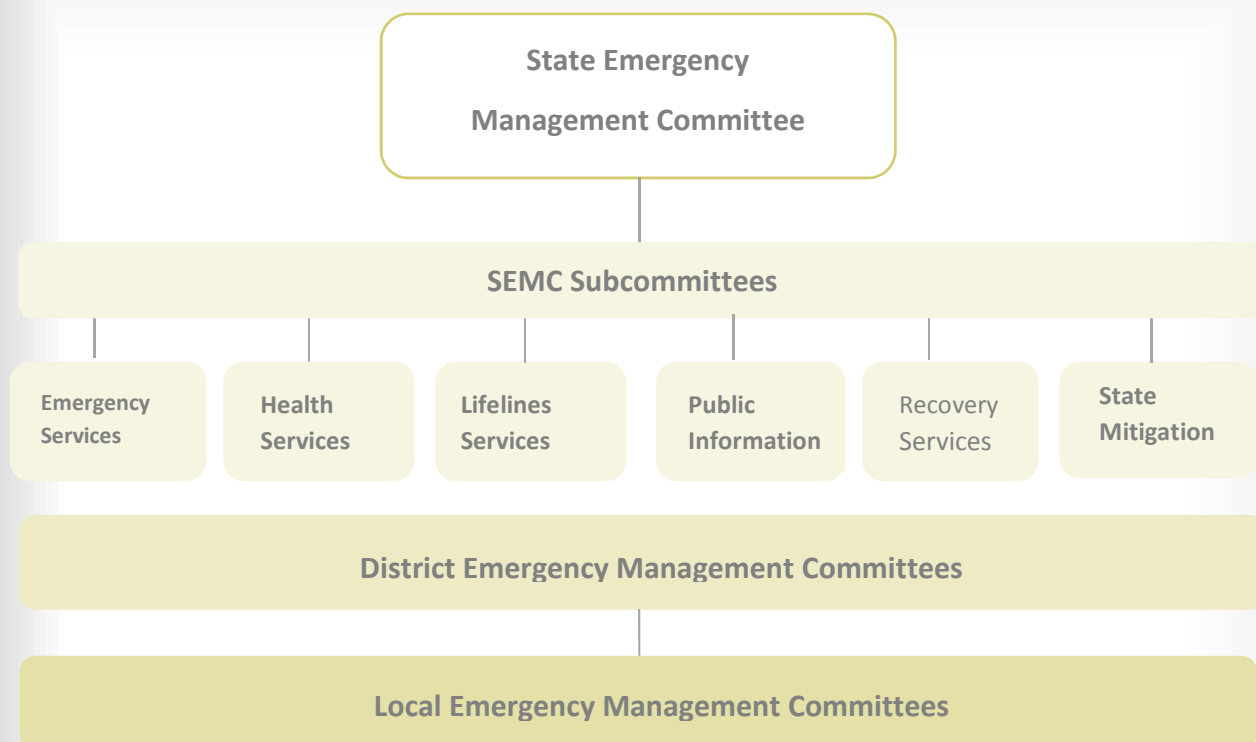 State Emergency
Management Committee
SEMC Subcommittees
Emergency
Services
Health
Services
Lifelines
Services
Public
Information
Recovery
Services
State
Mitigation
District Emergency Management Committees
Local Emergency Management Committees